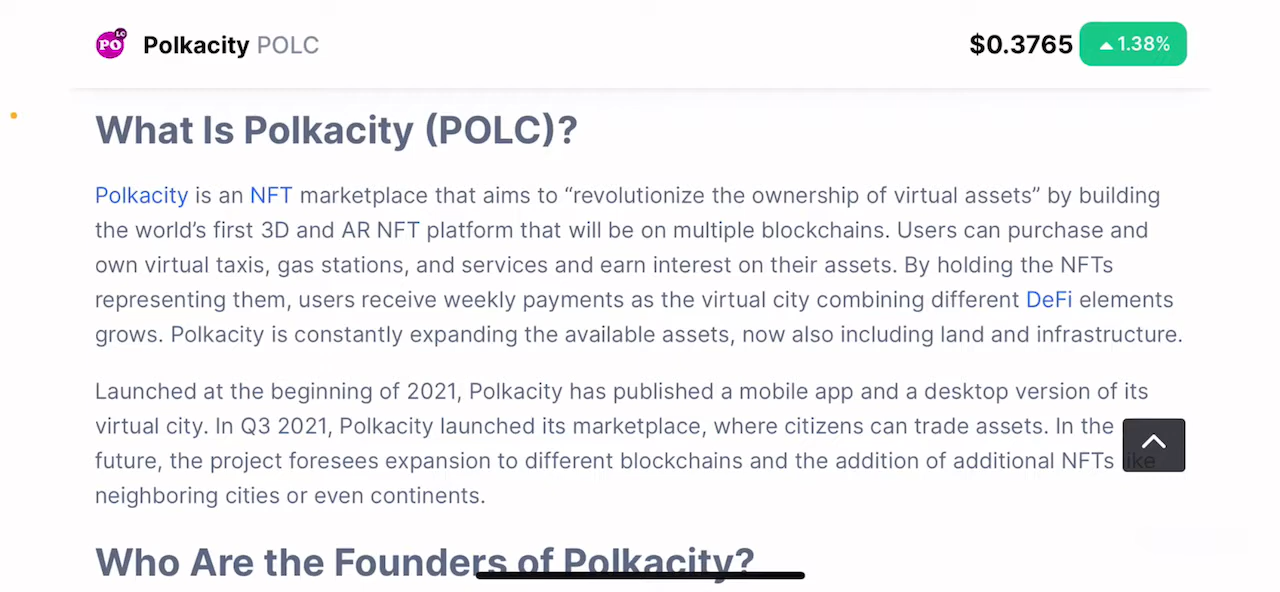 Polkacity POLC
$0.3765 1.38%
What Is Polkacity (POLC)?
Polkacity is an NFT marketplace that aims to “revolutionize the ownership of virtual assets” by building
the world’s first 3D and AR NFT platform that will be on multiple blockchains. Users can purchase and
own virtual taxis, gas stations, and services and earn interest on their assets. By holding the NFTs
representing them, users receive weekly payments as the virtual city combining different DeFi elements
grows. Polkacity is constantly expanding the available assets, now also including land and infrastructure.
Launched at the beginning of 2021, Polkacity has published a mobile app and a desktop version of its
virtual city. In Q3 2021, Polkacity launched its marketplace, where citizens can trade assets. In the
future, the project foresees expansion to different blockchains and the addition of additional NFTs like
neighboring cities or even continents.
Who Are the Founders of Polkacity?